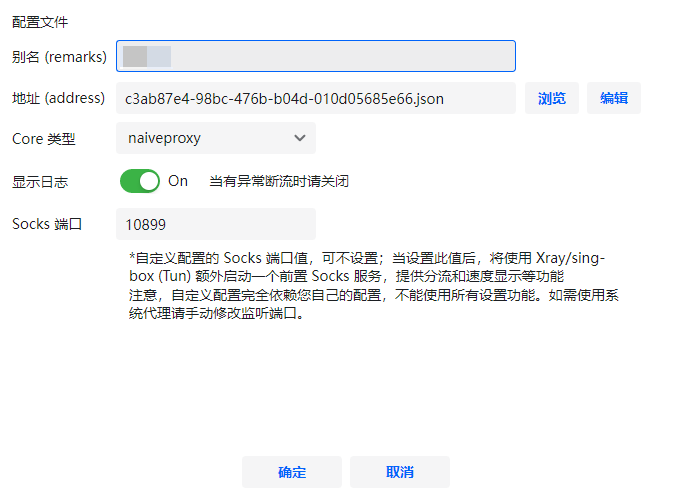 配置文件
别名 (remarks)
地址 (address) c3ab87e4-98bc-476b-b04d-010d05685e66.json 浏览 编辑
Core 类型 naiveproxy
显示日志 On 当有异常断流时请关闭
Socks 端口 10899
*自定义配置的 Socks 端口值，可不设置；当设置此值后，将使用 Xray/sing-
box (Tun) 额外启动一个前置 Socks 服务，提供分流和速度显示等功能
注意，自定义配置完全依赖您自己的配置，不能使用所有设置功能。如需使用系
统代理请手动修改监听端口。
确定 取消